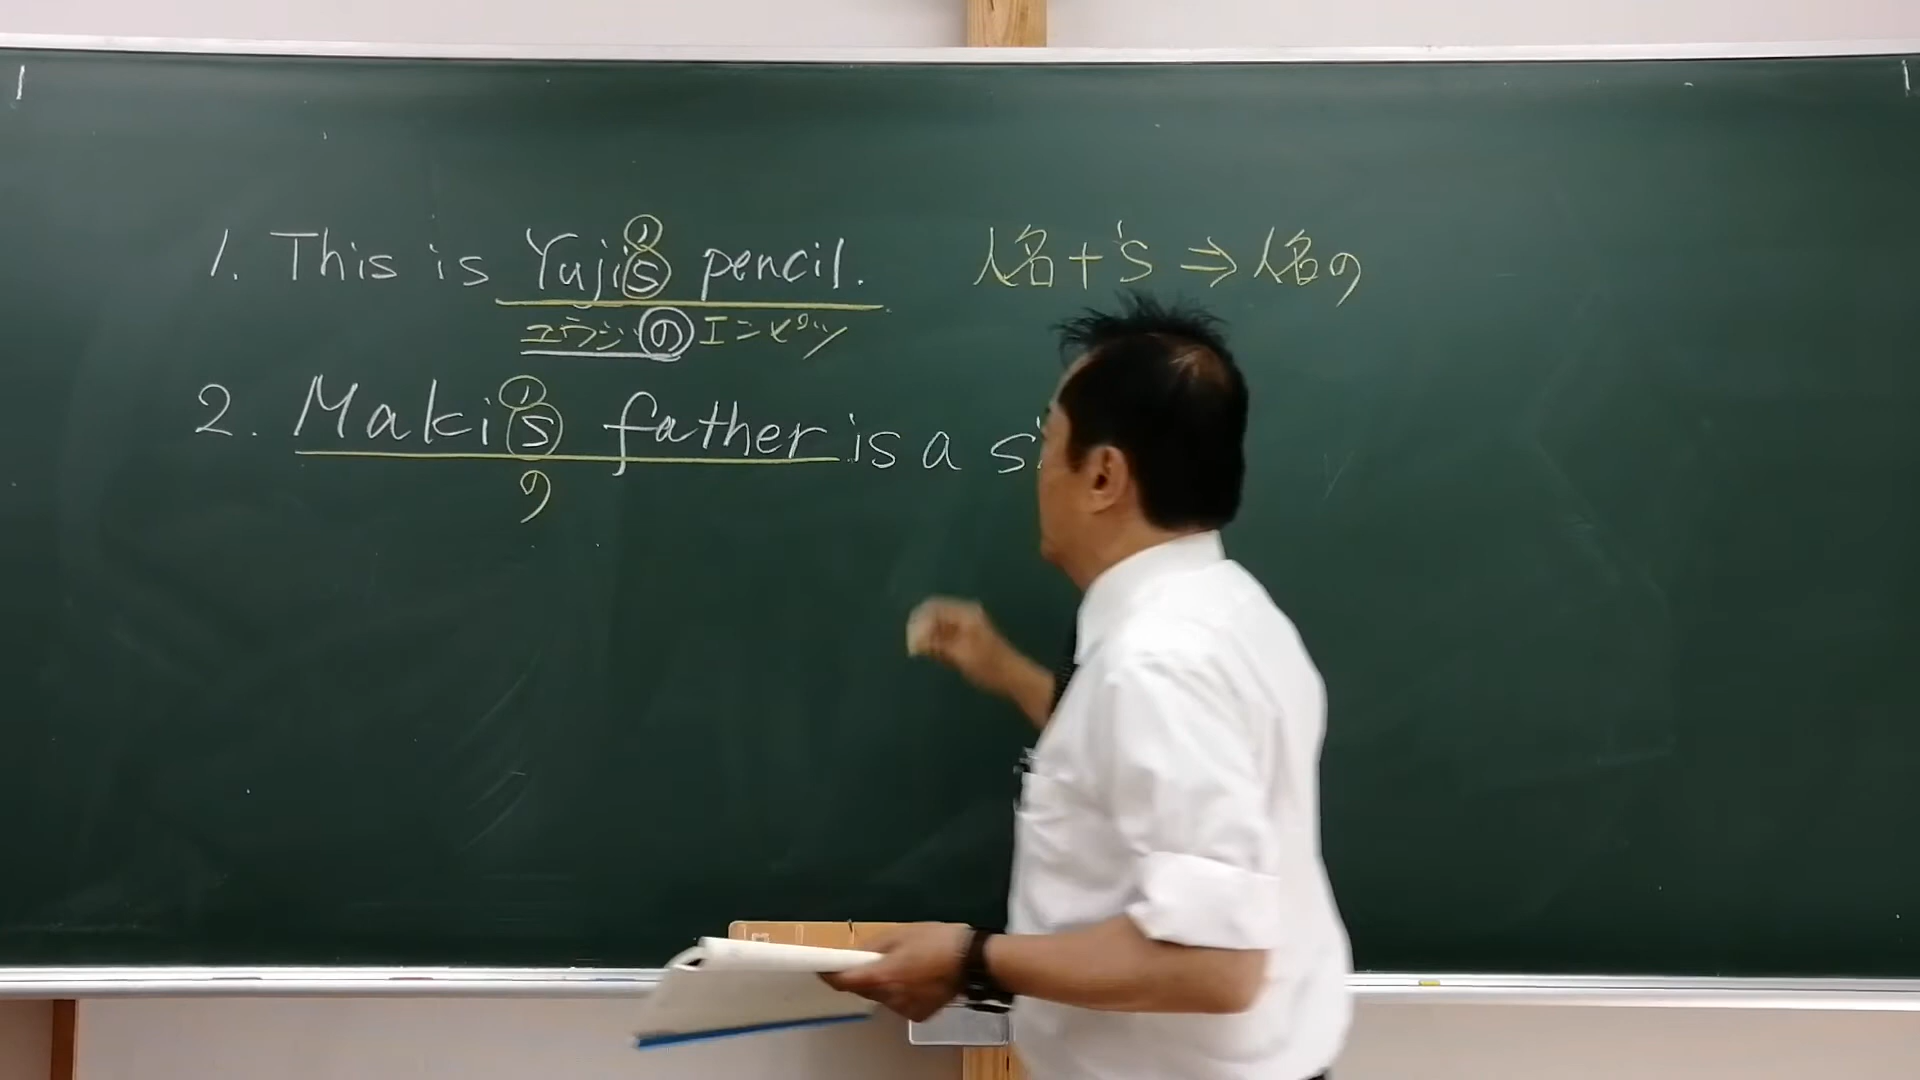 1. This is Yuji's pencil. 人名+'s ⇒ 人名の
ユウジの エンピツ
2. Maki's father is a
の